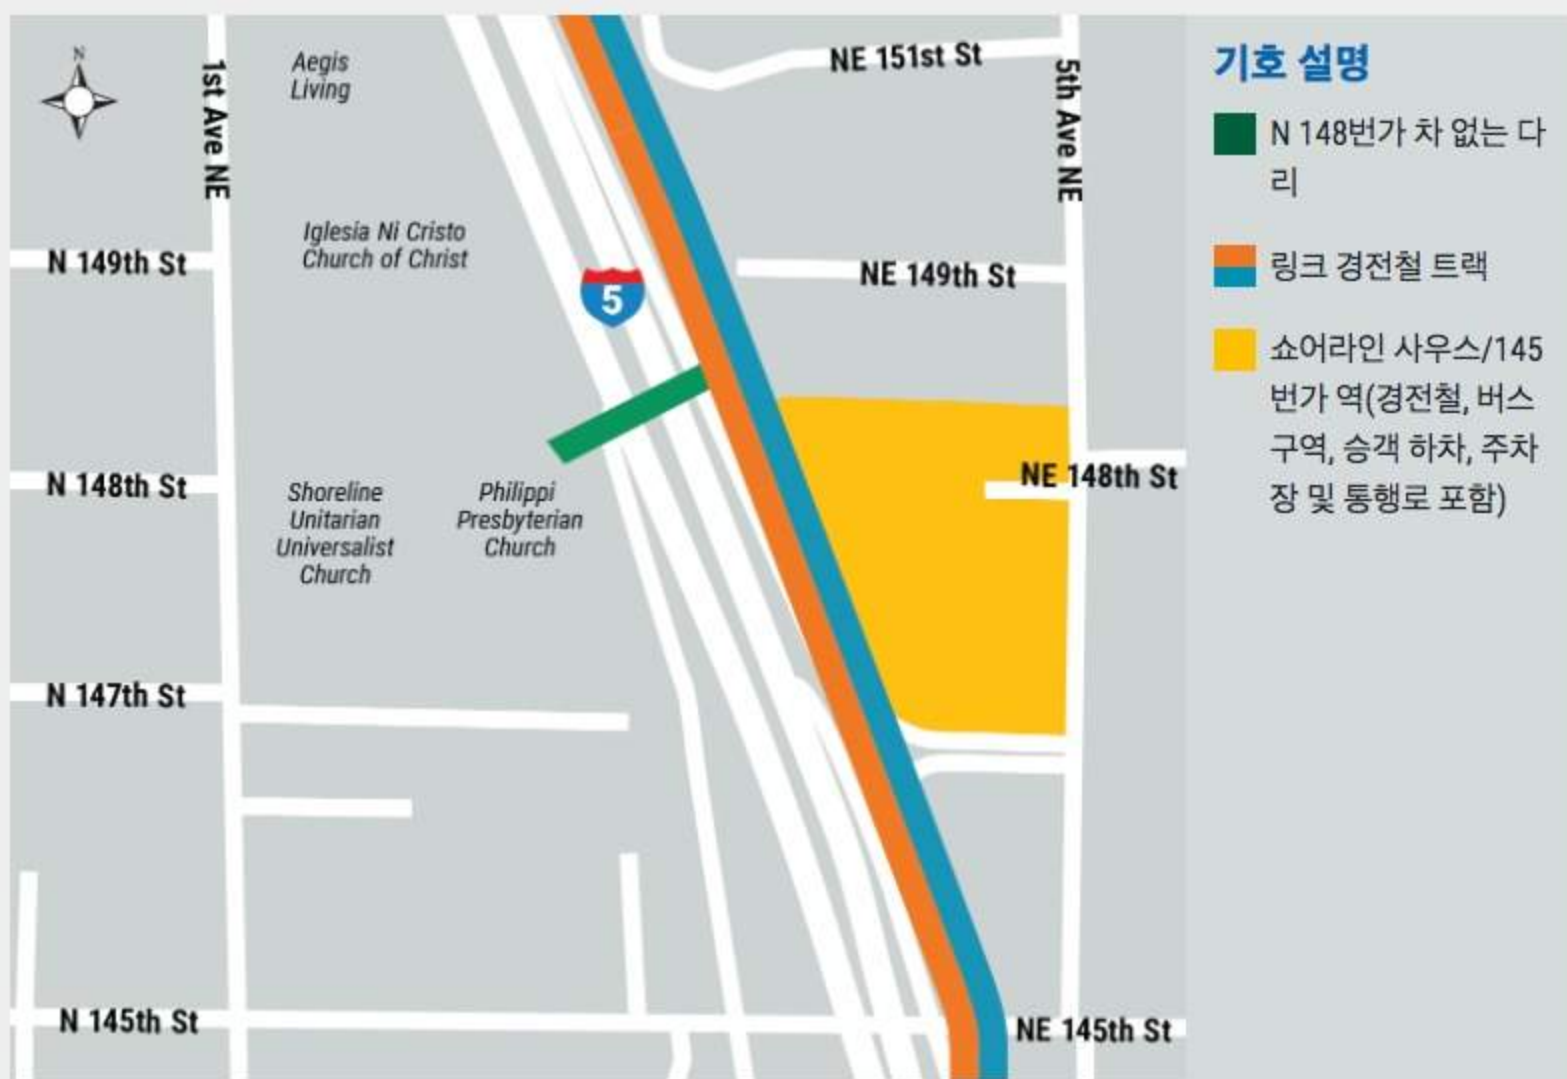 N
1st Ave NE
Aegis
Living
NE 151st St
5th Ave NE
N 149th St
Iglesia Ni Cristo
Church of Christ
5
NE 149th St
N 148th St
Shoreline
Unitarian
Universalist
Church
Philippi
Presbyterian
Church
NE 148th St
N 147th St
N 145th St
NE 145th St
기호 설명
N 148번가 차 없는 다
리
링크 경전철 트랙
쇼어라인 사우스/145
번가 역(경전철, 버스
구역, 승객 하차, 주차
장 및 통행로 포함)